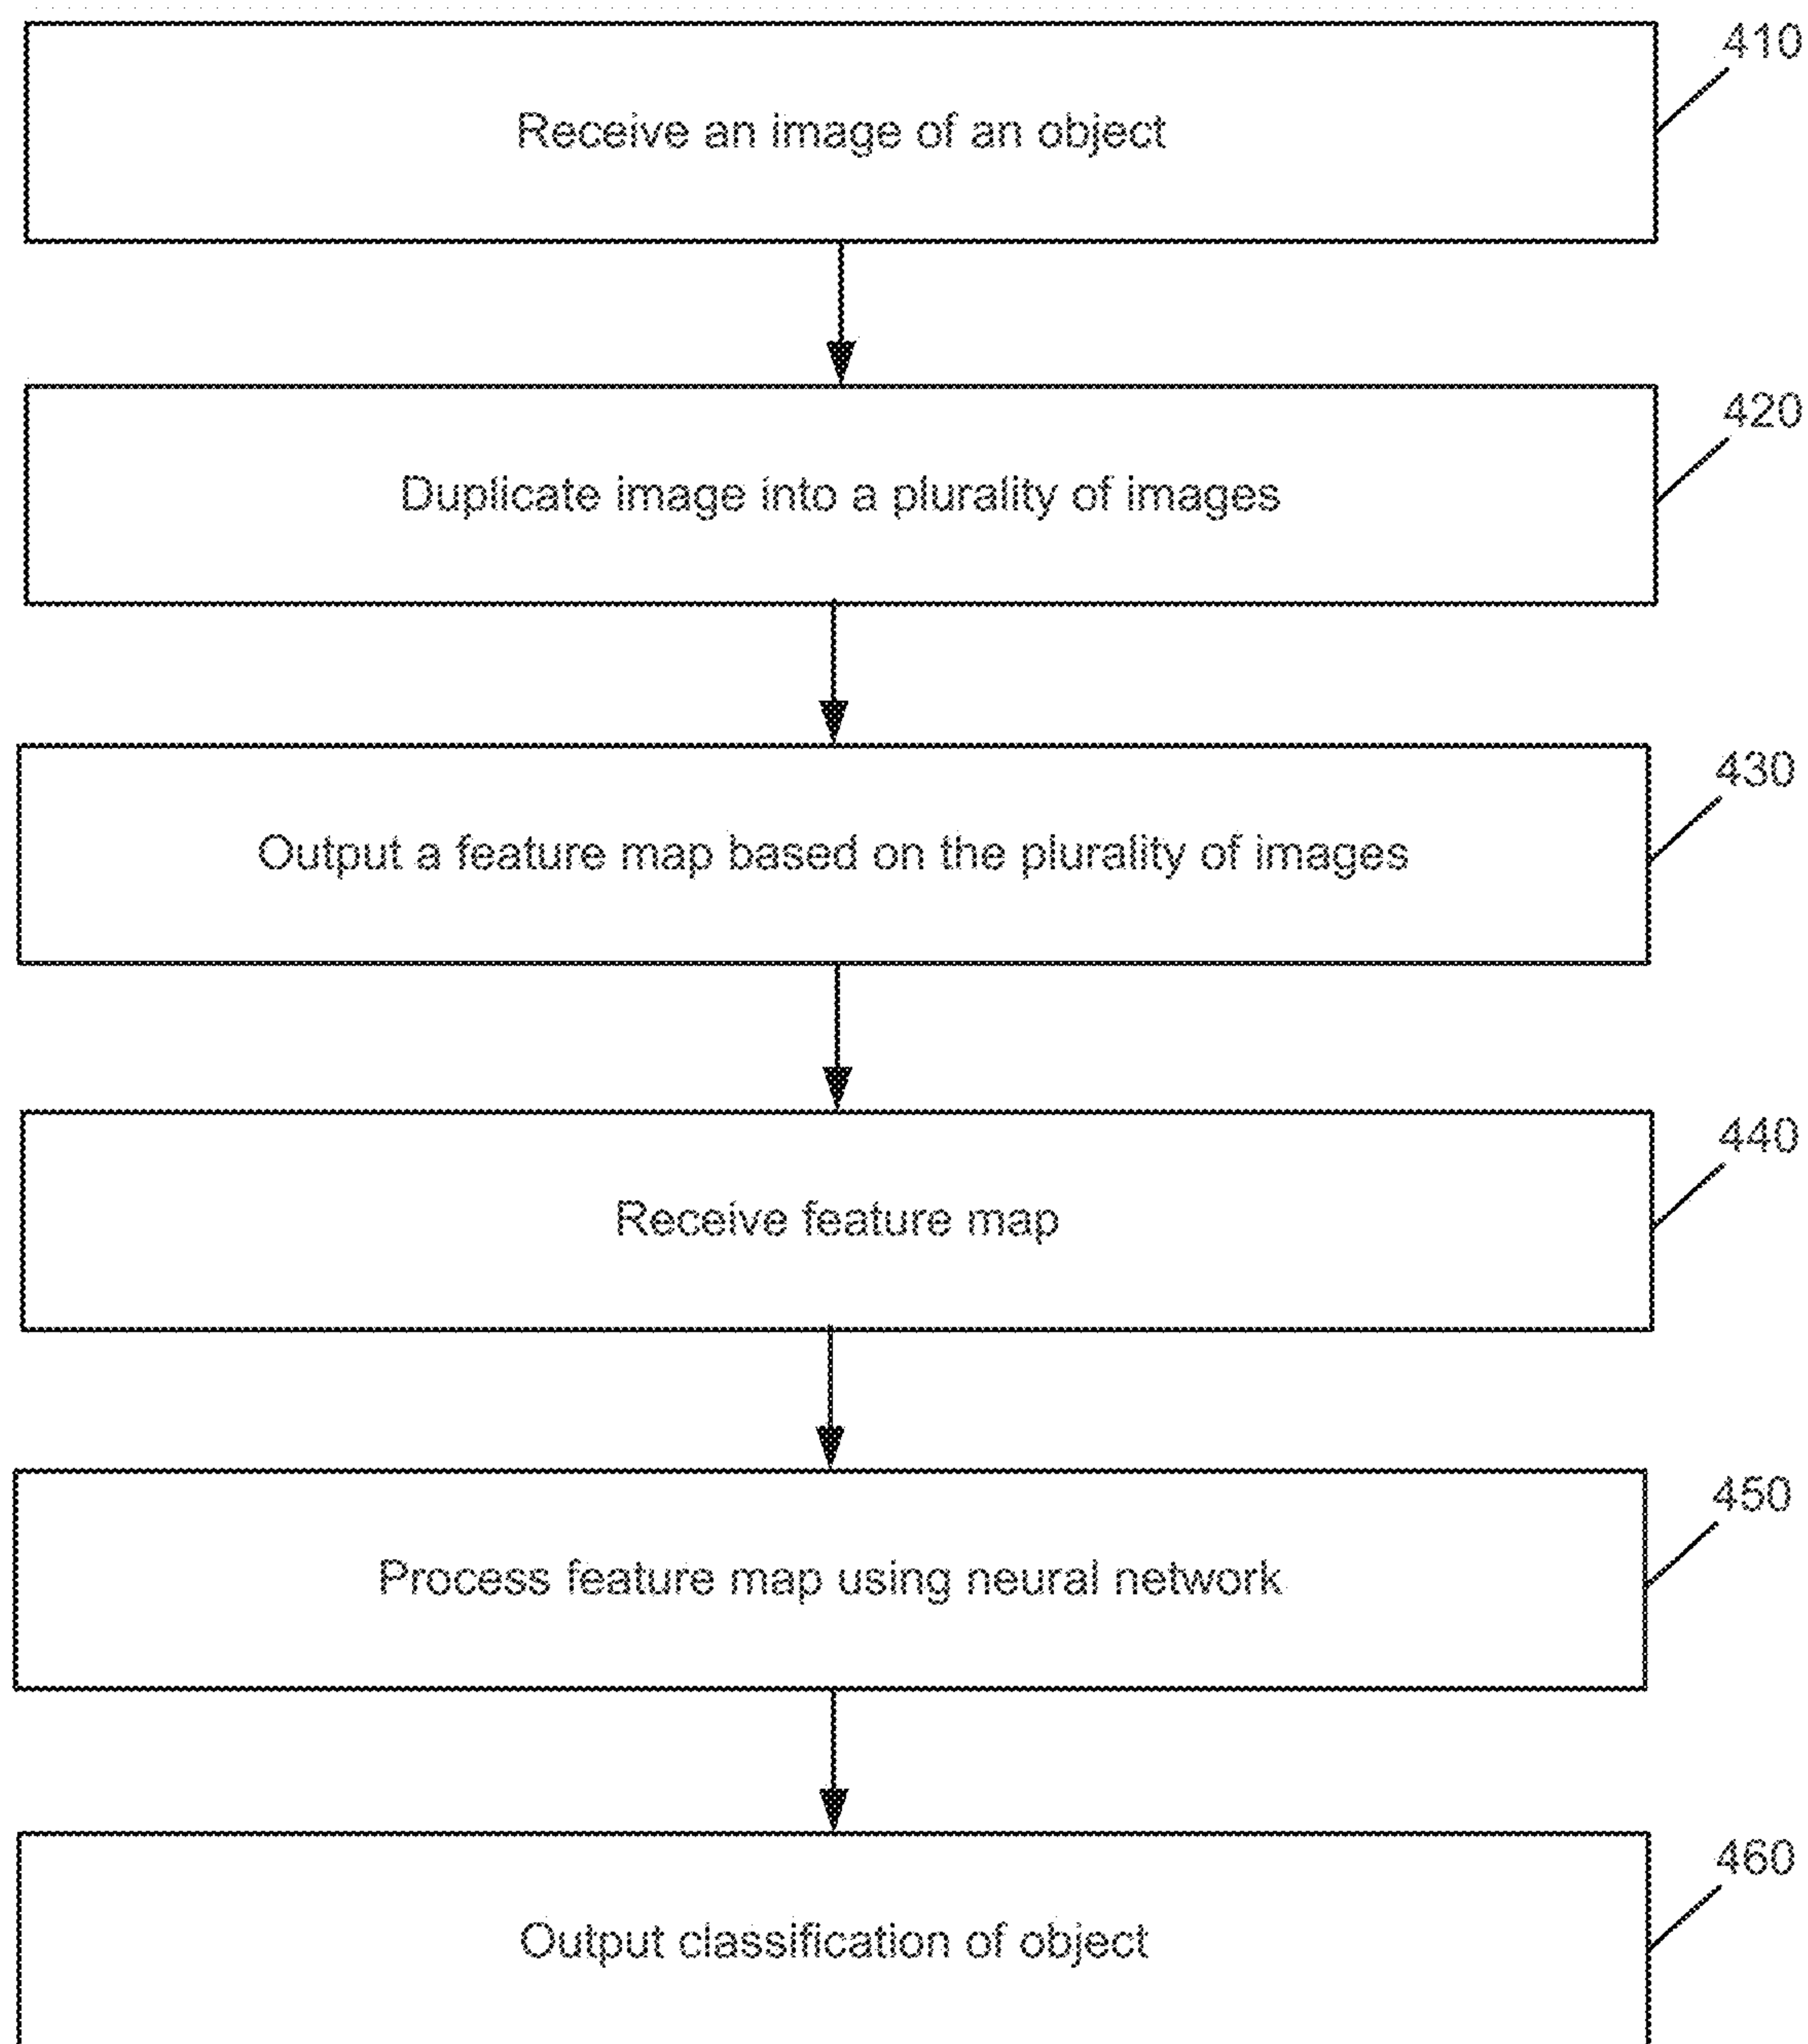 410
Receive an image of an object
420
Duplicate image into a plurality of images
430
Output a feature map based on the plurality of images
440
Receive feature map
450
Process feature map using neural network
460
Output classification of object